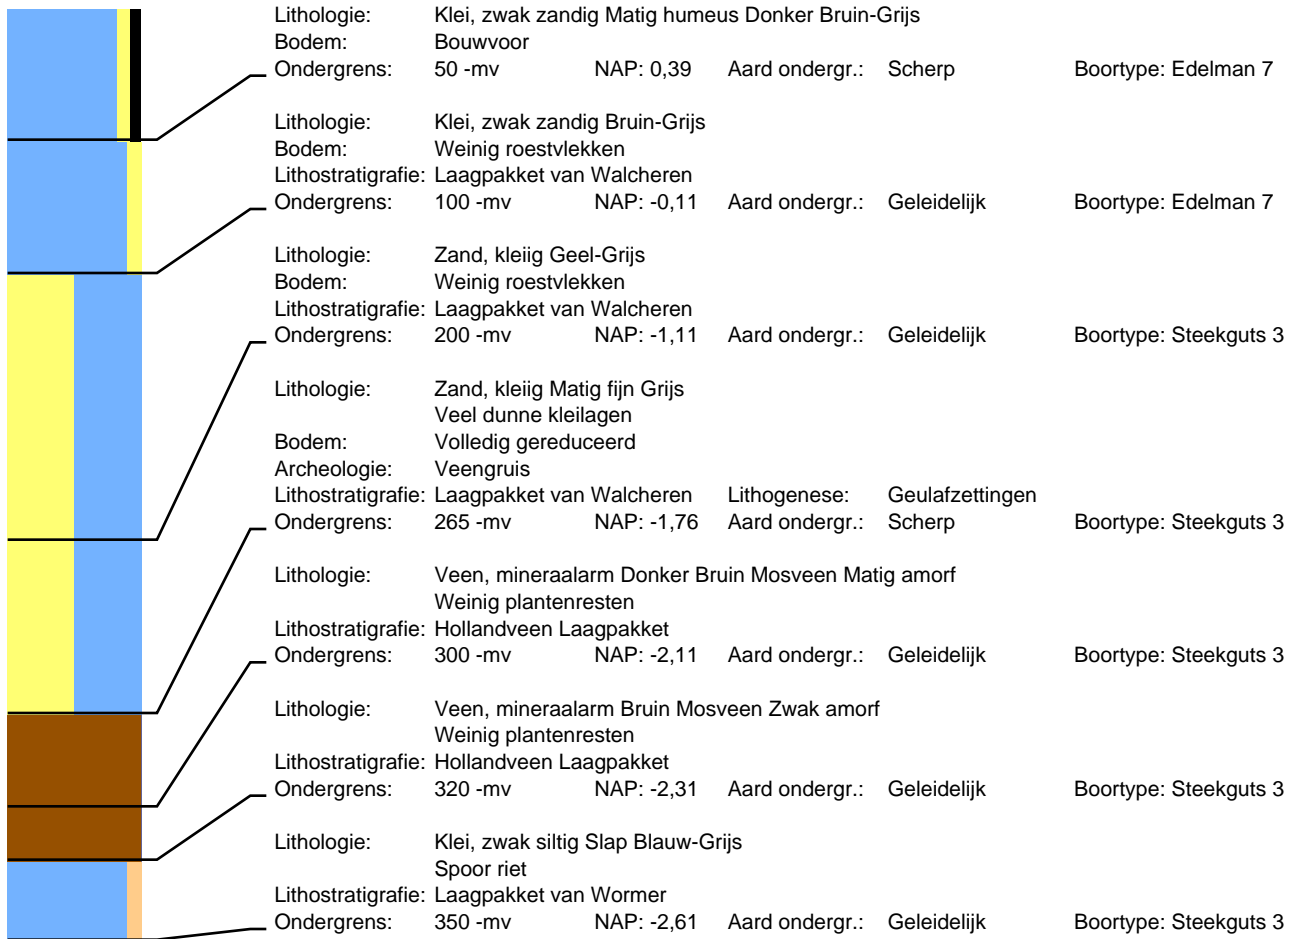 Lithologie: Klei, zwak zandig Matig humeus Donker Bruin-Grijs
Bodem: Bouwvoor
Ondergrens: 50 -mv NAP: 0,39 Aard ondergr.: Scherp Boortype: Edelman 7
Lithologie: Klei, zwak zandig Bruin-Grijs
Bodem: Weinig roestvlekken
Lithostratigrafie: Laagpakket van Walcheren
Ondergrens: 100 -mv NAP: -0,11 Aard ondergr.: Geleidelijk Boortype: Edelman 7
Lithologie: Zand, kleiig Geel-Grijs
Bodem: Weinig roestvlekken
Lithostratigrafie: Laagpakket van Walcheren
Ondergrens: 200 -mv NAP: -1,11 Aard ondergr.: Geleidelijk Boortype: Steekguts 3
Lithologie: Zand, kleiig Matig fijn Grijs
Veel dunne kleilagen
Bodem: Volledig gereduceerd
Archeologie: Veengruis
Lithostratigrafie: Laagpakket van Walcheren Lithogenese: Geulafzettingen
Ondergrens: 265 -mv NAP: -1,76 Aard ondergr.: Scherp Boortype: Steekguts 3
Lithologie: Veen, mineraalarm Donker Bruin Mosveen Matig amorf
Weinig plantenresten
Lithostratigrafie: Hollandveen Laagpakket
Ondergrens: 300 -mv NAP: -2,11 Aard ondergr.: Geleidelijk Boortype: Steekguts 3
Lithologie: Veen, mineraalarm Bruin Mosveen Zwak amorf
Weinig plantenresten
Lithostratigrafie: Hollandveen Laagpakket
Ondergrens: 320 -mv NAP: -2,31 Aard ondergr.: Geleidelijk Boortype: Steekguts 3
Lithologie: Klei, zwak siltig Slap Blauw-Grijs
Spoor riet
Lithostratigrafie: Laagpakket van Wormer
Ondergrens: 350 -mv NAP: -2,61 Aard ondergr.: Geleidelijk Boortype: Steekguts 3